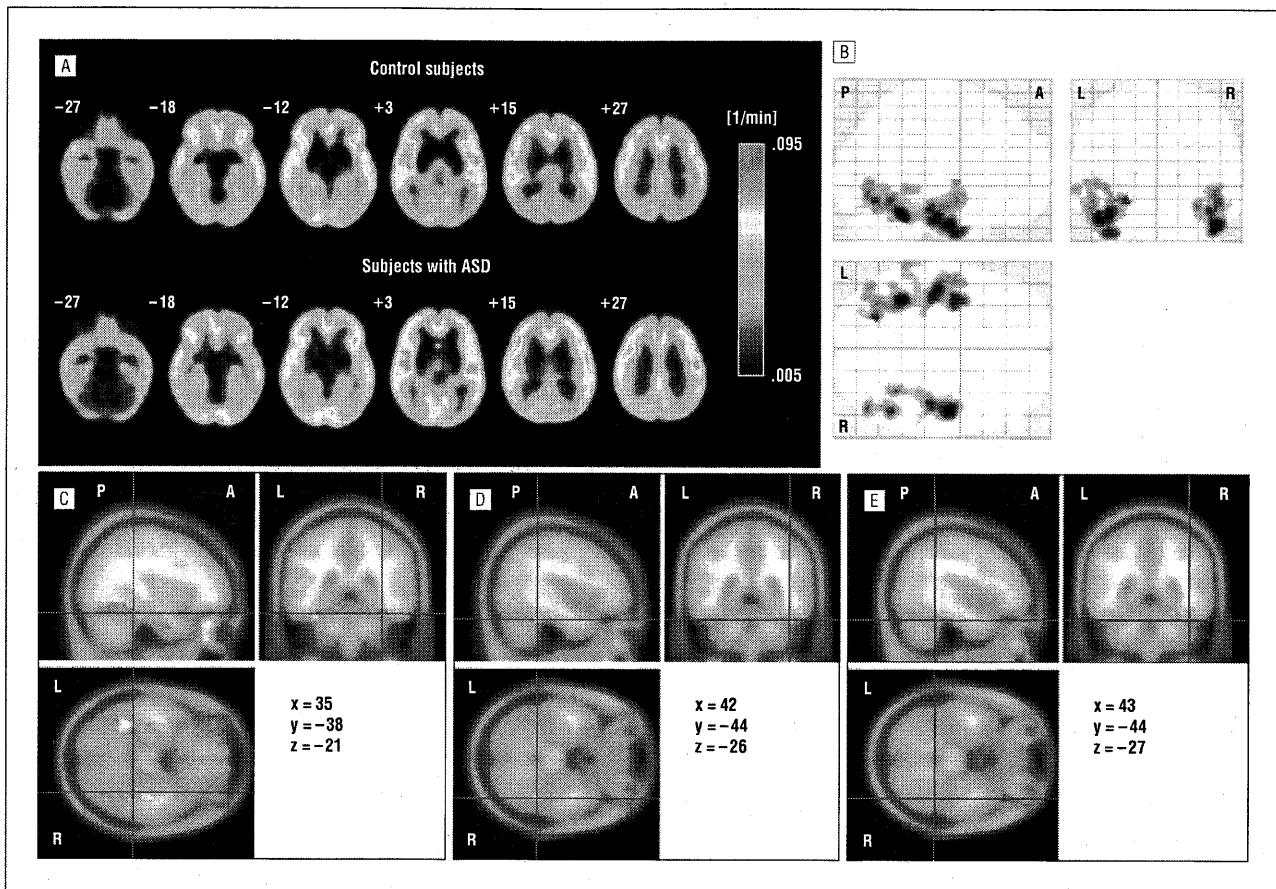 A
Control subjects
−27 −18 −12 +3 +15 +27
[1/min]
.095
.005
Subjects with ASD
−27 −18 −12 +3 +15 +27
B
P A
L R
L
R
C
P A
L R
L
R
x = 35
y = −38
z = −21
D
P A
L R
L
R
x = 42
y = −44
z = −26
E
P A
L R
L
R
x = 43
y = −44
z = −27